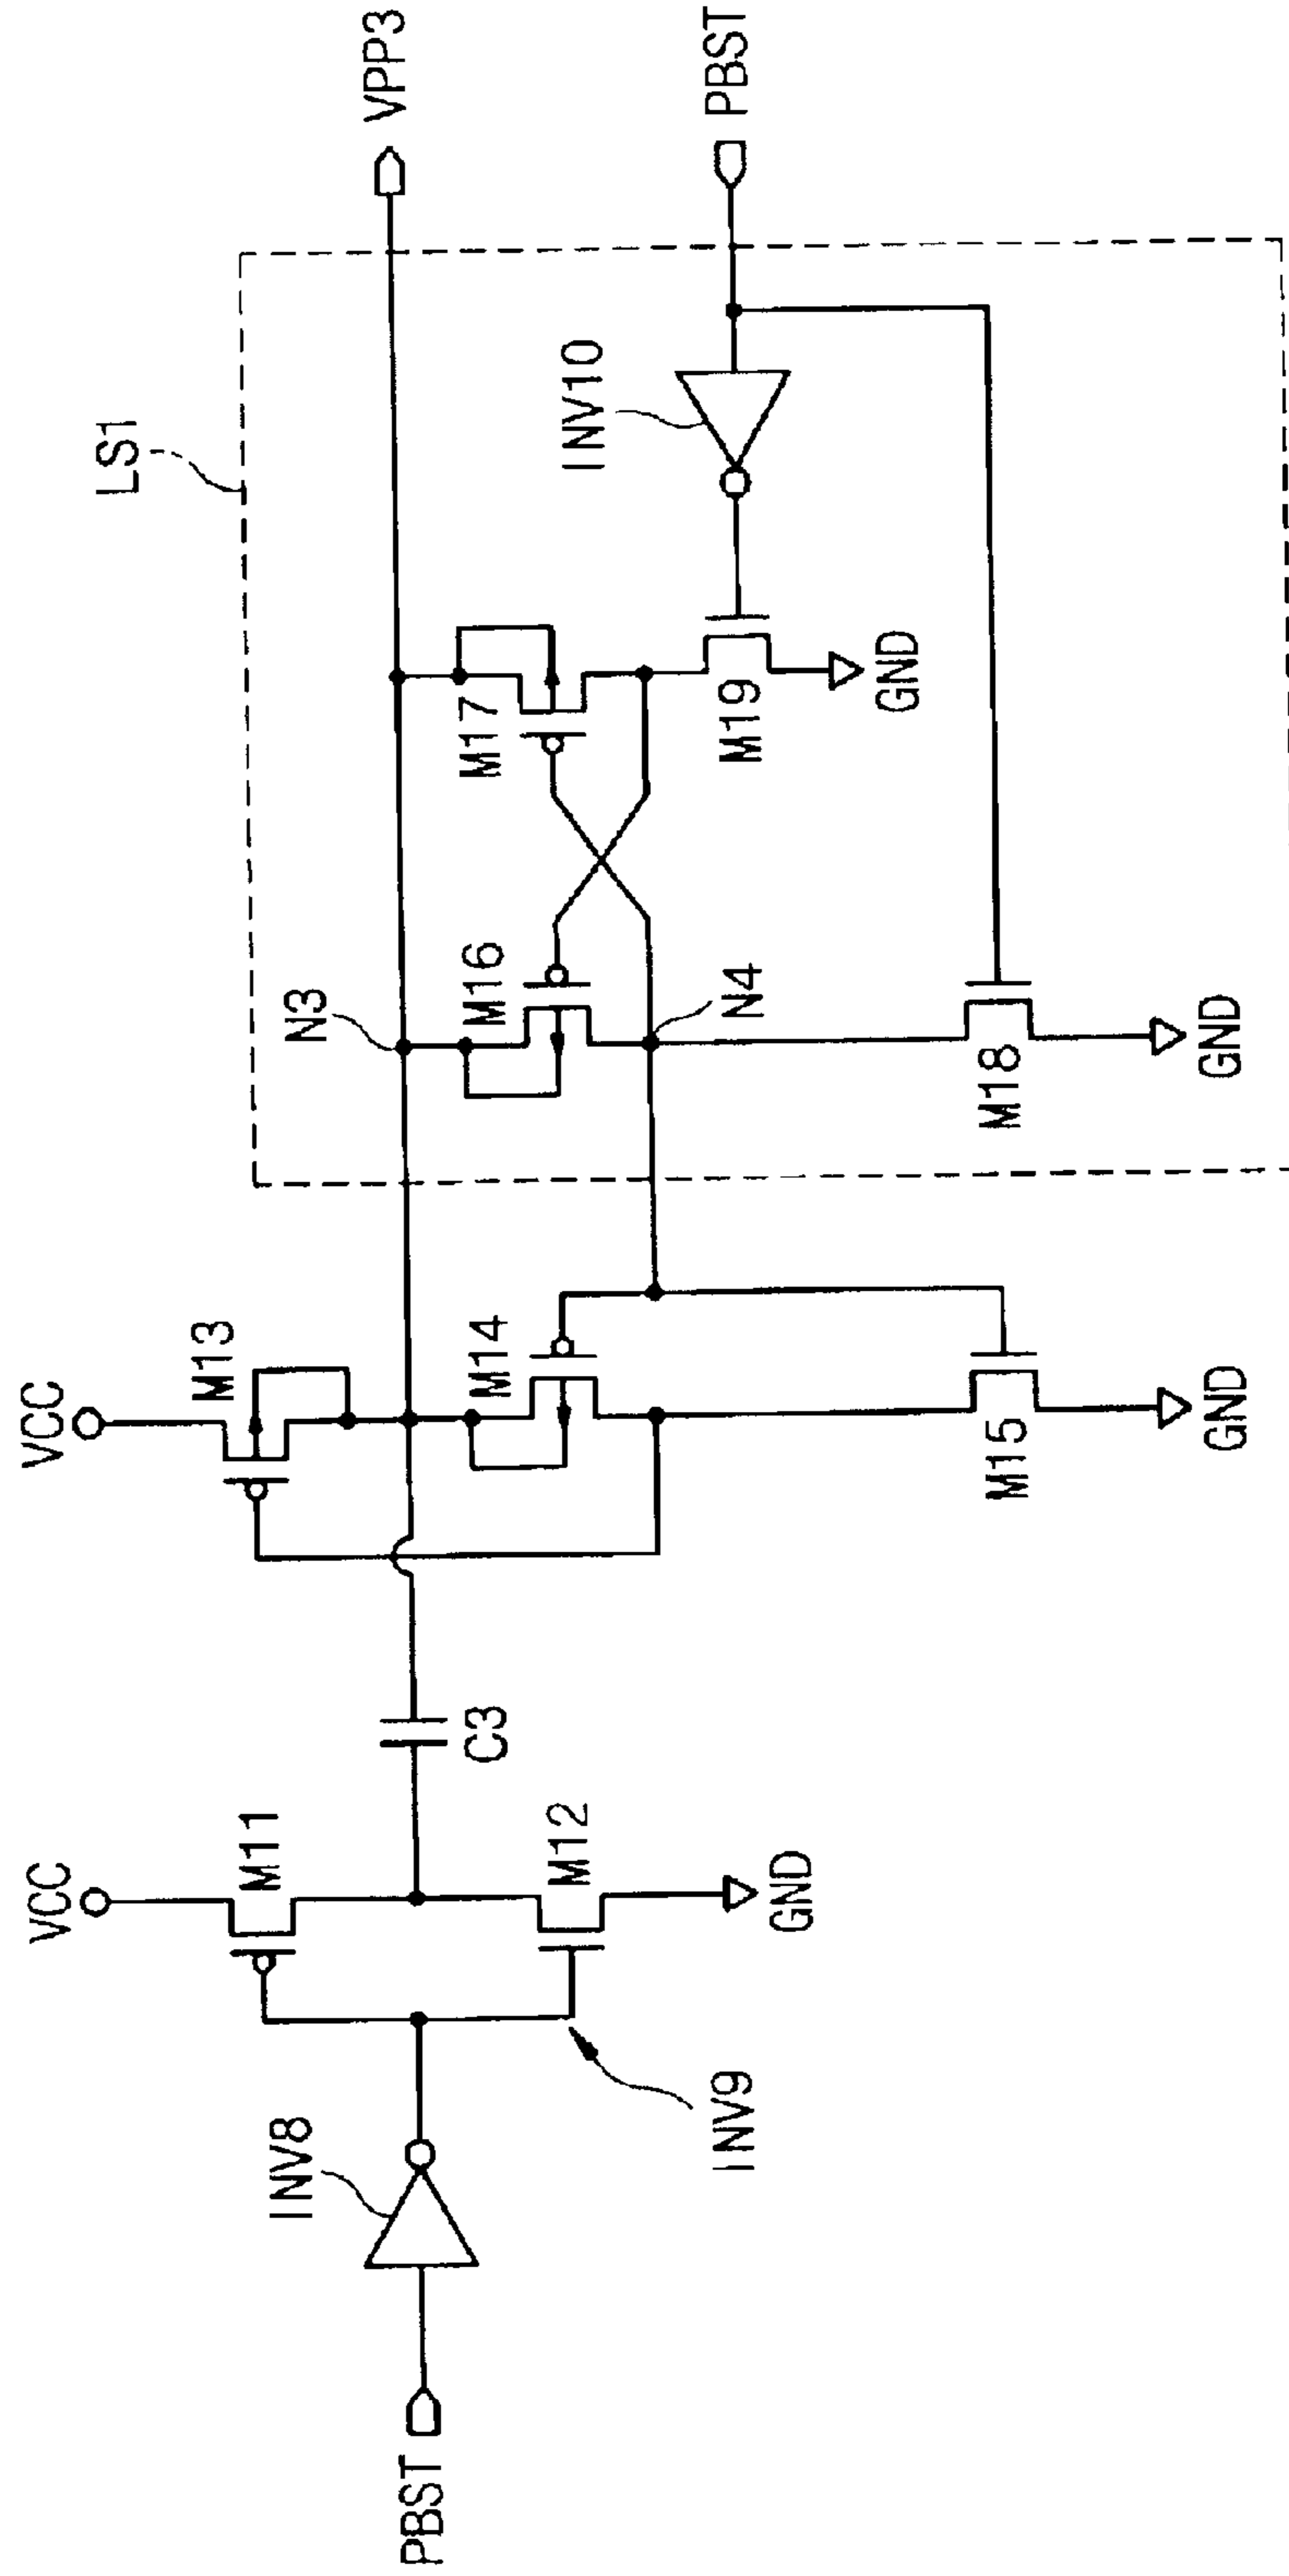 PBST
INV8
INV9
VCC
M11
M12
GND
C3
VCC
M13
M14
M15
GND
LS1
N3
M16
M17
N4
M18
GND
M19
GND
INV10
VPP3
PBST